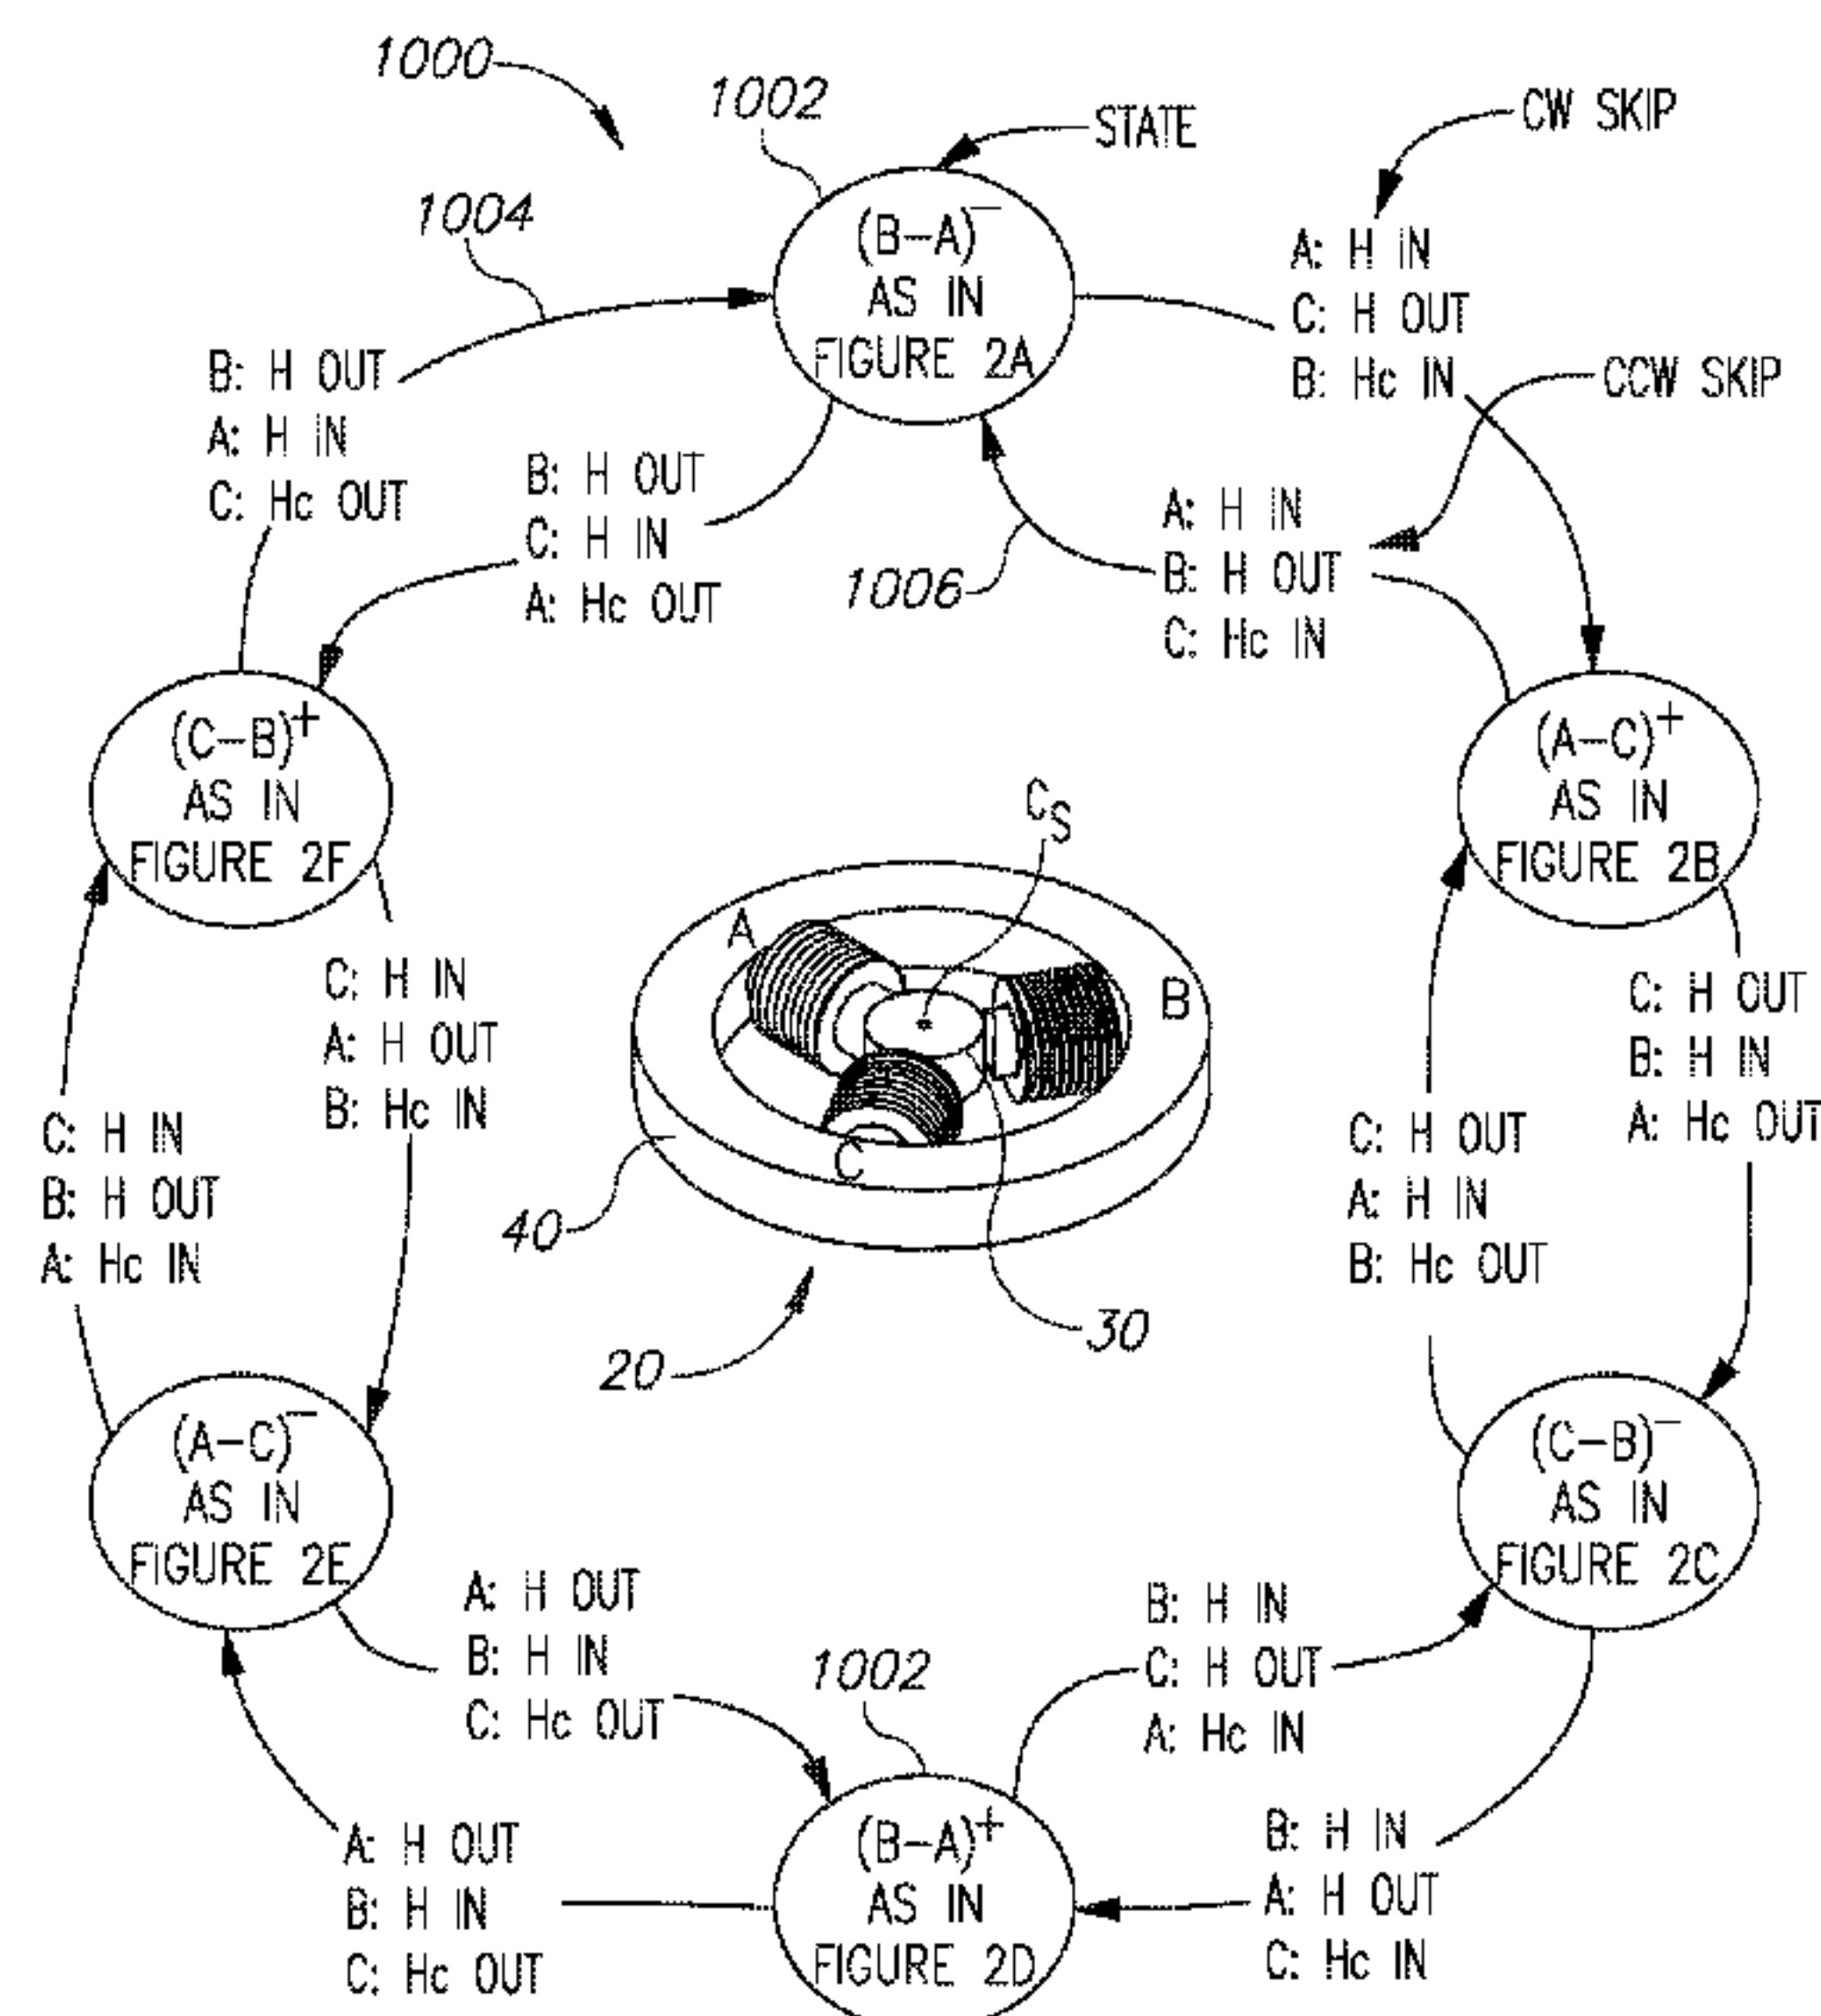 1000
1002
STATE
CW SKIP
1004
(B–A)⁻
AS IN
FIGURE 2A
A: H IN
C: H OUT
B: Hc IN
CCW SKIP
B: H OUT
A: H IN
C: Hc OUT
B: H OUT
C: H IN
A: Hc OUT
1006
A: H IN
B: H OUT
C: Hc IN
(C–B)⁺
AS IN
FIGURE 2F
(A–C)⁺
AS IN
FIGURE 2B
C_S
A
B
C
C: H IN
A: H OUT
B: Hc IN
C: H OUT
B: H IN
A: Hc OUT
C: H IN
B: H OUT
A: Hc IN
C: H OUT
A: H IN
B: Hc OUT
40
30
20
(A–C)⁻
AS IN
FIGURE 2E
(C–B)⁻
AS IN
FIGURE 2C
A: H OUT
B: H IN
C: Hc OUT
1002
B: H IN
C: H OUT
A: Hc IN
A: H OUT
B: H IN
C: Hc OUT
(B–A)⁺
AS IN
FIGURE 2D
B: H IN
A: H OUT
C: Hc IN